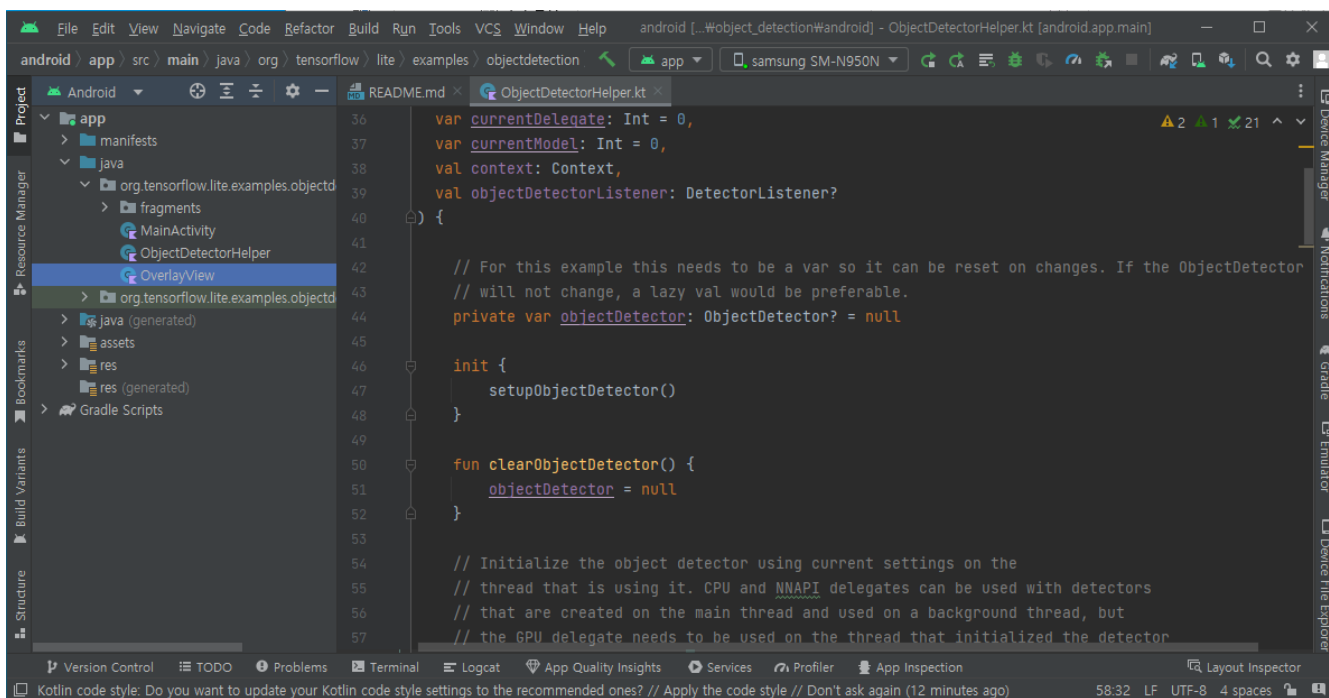 File Edit View Navigate Code Refactor Build Run Tools VCS Window Help android [...₩object_detection₩android] - ObjectDetectorHelper.kt [android.app.main]
android app src main java org tensorflow lite examples objectdetection app samsung SM-N950N
Project
Resource Manager
Bookmarks
Build Variants
Structure
Android
app
manifests
java
org.tensorflow.lite.examples.objectd
fragments
MainActivity
ObjectDetectorHelper
OverlayView
org.tensorflow.lite.examples.objectd
java (generated)
assets
res
res (generated)
Gradle Scripts
README.md ObjectDetectorHelper.kt
2 1 21
36 var currentDelegate: Int = 0,
37 var currentModel: Int = 0,
38 val context: Context,
39 val objectDetectorListener: DetectorListener?
40 ) {
41
42 // For this example this needs to be a var so it can be reset on changes. If the ObjectDetector
43 // will not change, a lazy val would be preferable.
44 private var objectDetector: ObjectDetector? = null
45
46 init {
47 setupObjectDetector()
48 }
49
50 fun clearObjectDetector() {
51 objectDetector = null
52 }
53
54 // Initialize the object detector using current settings on the
55 // thread that is using it. CPU and NNAPI delegates can be used with detectors
56 // that are created on the main thread and used on a background thread, but
57 // the GPU delegate needs to be used on the thread that initialized the detector
Device Manager
Notifications
Gradle
Emulator
Device File Explorer
Version Control TODO Problems Terminal Logcat App Quality Insights Services Profiler App Inspection Layout Inspector
Kotlin code style: Do you want to update your Kotlin code style settings to the recommended ones? // Apply the code style // Don't ask again (12 minutes ago) 58:32 LF UTF-8 4 spaces